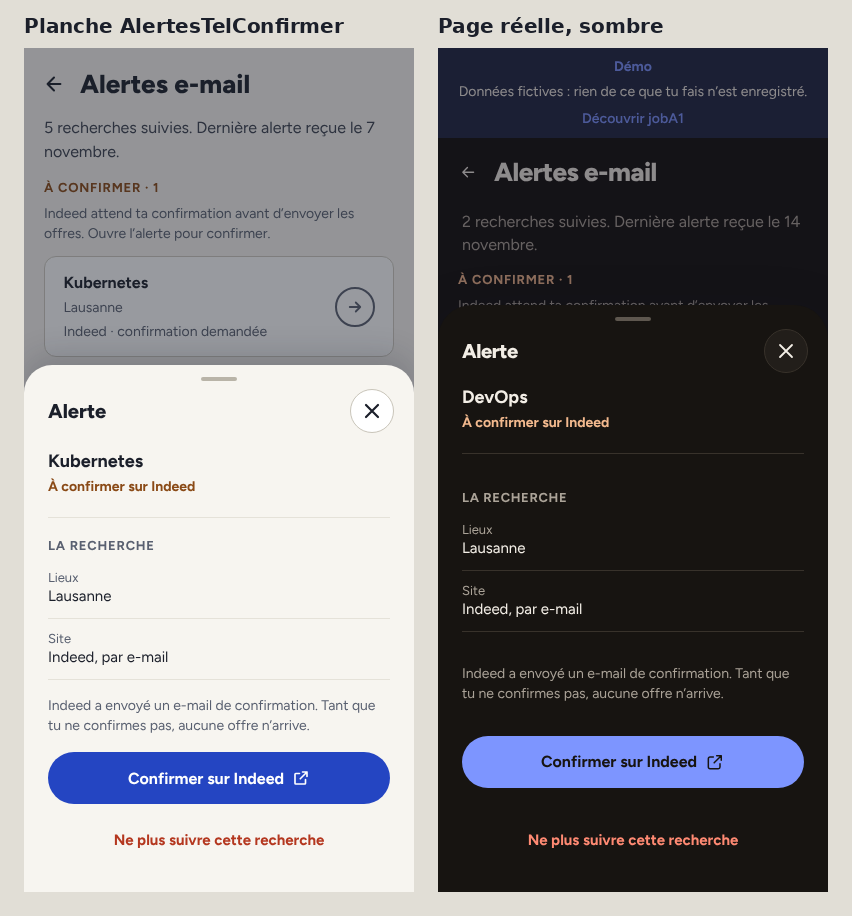 Planche AlertesTelConfirmer
Alertes e-mail
5 recherches suivies. Dernière alerte reçue le 7
novembre.
À CONFIRMER · 1
Indeed attend ta confirmation avant d’envoyer les
offres. Ouvre l’alerte pour confirmer.
Kubernetes
Lausanne
Indeed · confirmation demandée
Alerte
Kubernetes
À confirmer sur Indeed
LA RECHERCHE
Lieux
Lausanne
Site
Indeed, par e-mail
Indeed a envoyé un e-mail de confirmation. Tant que
tu ne confirmes pas, aucune offre n’arrive.
Confirmer sur Indeed
Ne plus suivre cette recherche
Page réelle, sombre
Démo
Données fictives : rien de ce que tu fais n’est enregistré.
Découvrir jobA1
Alertes e-mail
2 recherches suivies. Dernière alerte reçue le 14
novembre.
À CONFIRMER · 1
Indeed attend ta confirmation avant d’envoyer les
Alerte
DevOps
À confirmer sur Indeed
LA RECHERCHE
Lieux
Lausanne
Site
Indeed, par e-mail
Indeed a envoyé un e-mail de confirmation. Tant que
tu ne confirmes pas, aucune offre n’arrive.
Confirmer sur Indeed
Ne plus suivre cette recherche